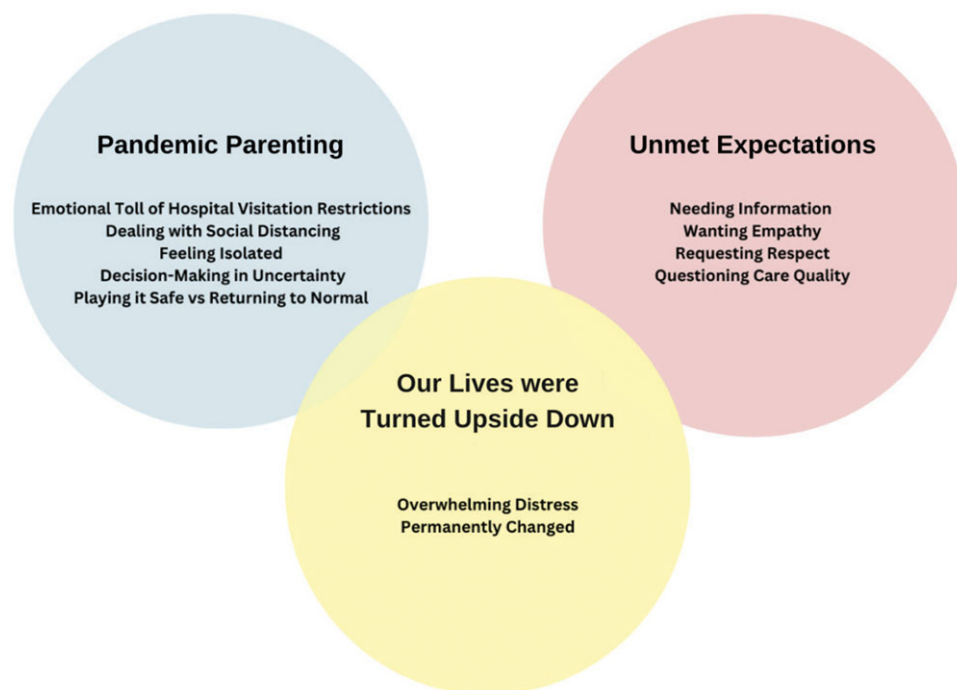 Pandemic Parenting
Emotional Toll of Hospital Visitation Restrictions
Dealing with Social Distancing
Feeling Isolated
Decision-Making in Uncertainty
Playing it Safe vs Returning to Normal
Unmet Expectations
Needing Information
Wanting Empathy
Requesting Respect
Questioning Care Quality
Our Lives were
Turned Upside Down
Overwhelming Distress
Permanently Changed